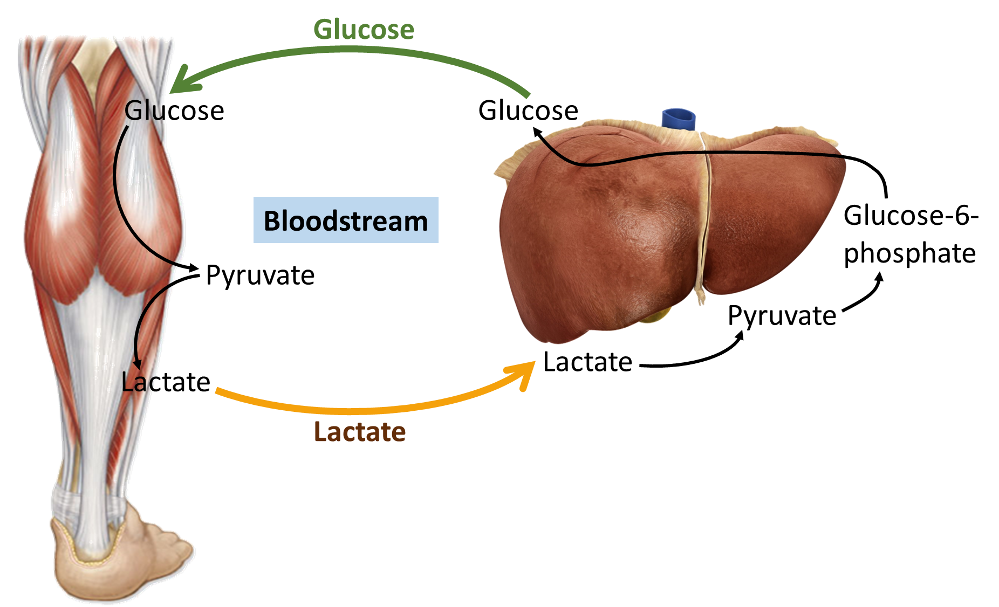 Glucose
Glucose
Glucose
Bloodstream
Glucose-6-
phosphate
Pyruvate
Pyruvate
Lactate
Lactate
Lactate